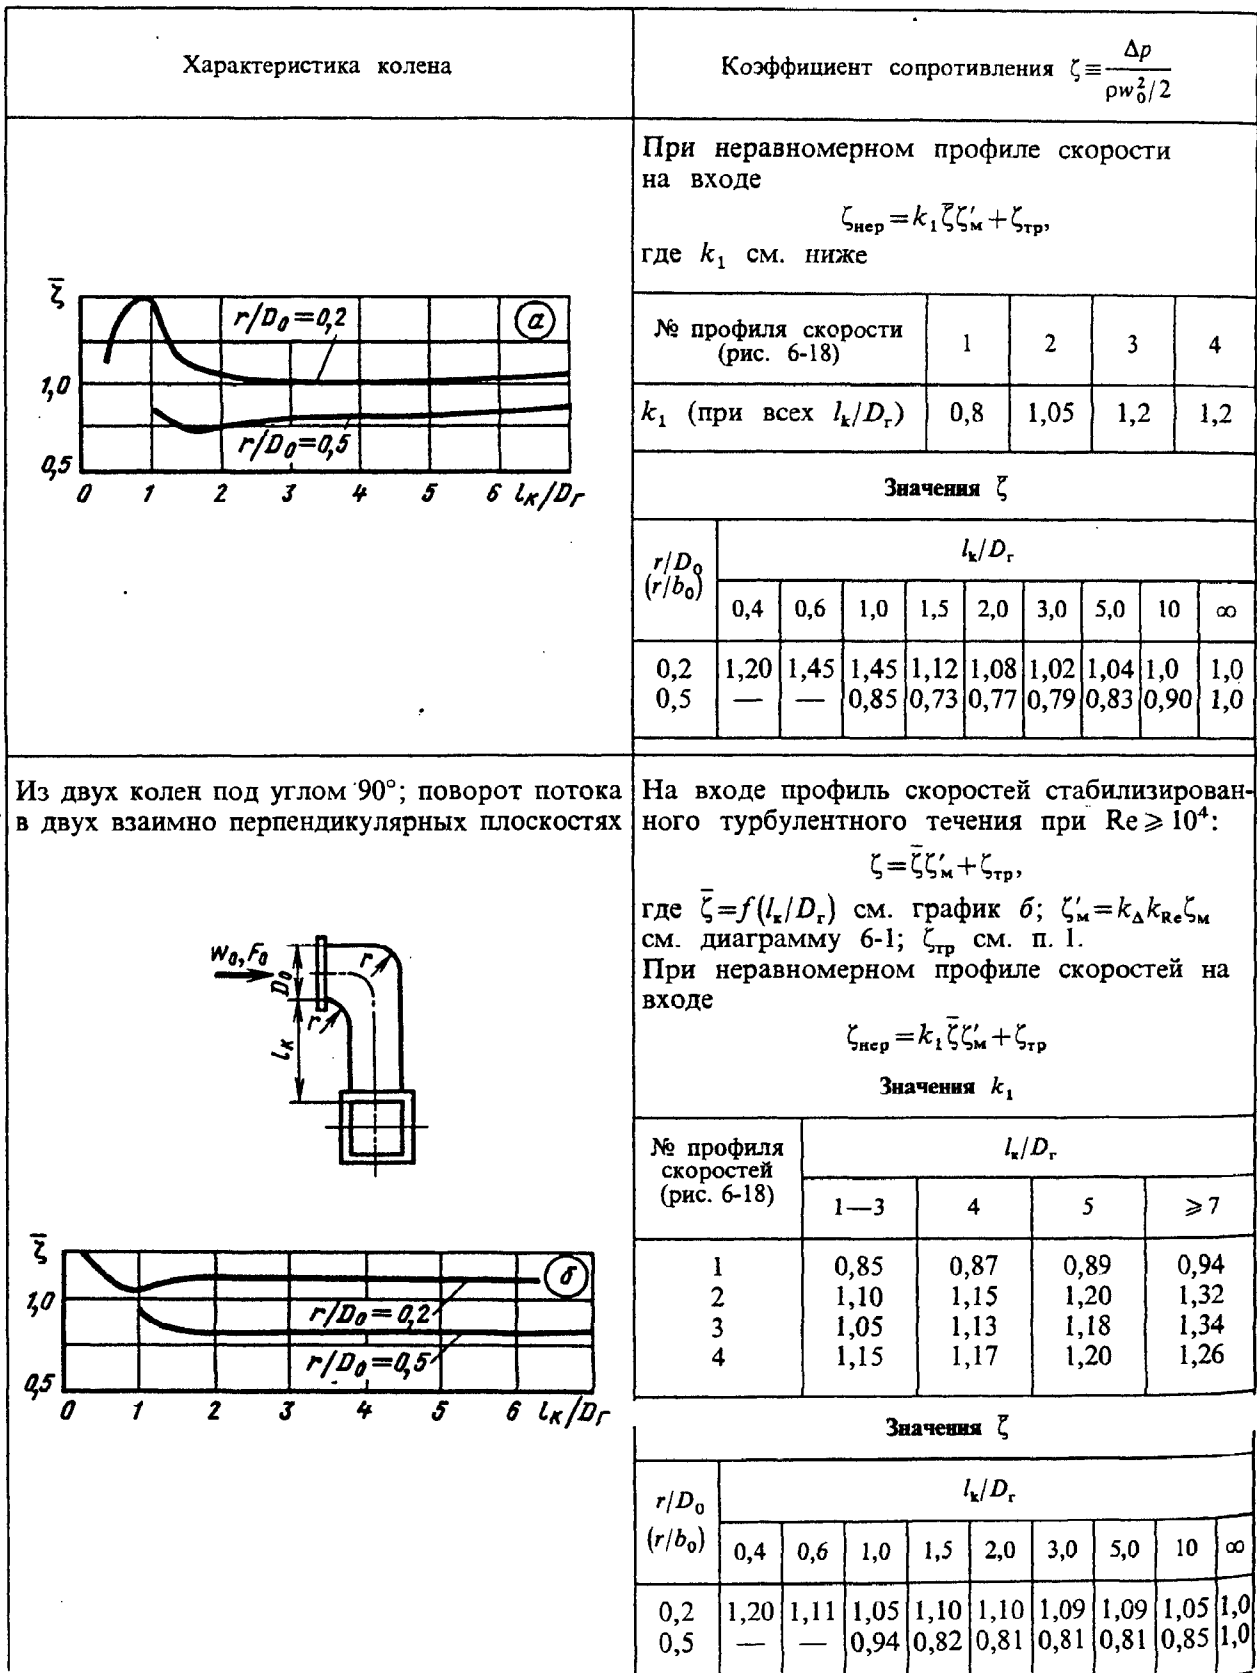 Характеристика колена
Коэффициент сопротивления ζ≡Δp/(ρw₀²/2)
При неравномерном профиле скорости
на входе
ζнер=k₁ζ̄ζ′м+ζтр,
где k₁ см. ниже
№ профиля скорости (рис. 6-18) 1 2 3 4
k₁ (при всех lк/Dг) 0,8 1,05 1,2 1,2
Значения ζ̄
r/D₀ (r/b₀) lк/Dг
0,4 0,6 1,0 1,5 2,0 3,0 5,0 10 ∞
0,2 1,20 1,45 1,45 1,12 1,08 1,02 1,04 1,0 1,0
0,5 — — 0,85 0,73 0,77 0,79 0,83 0,90 1,0
ζ̄
r/D₀=0,2
а
1,0
r/D₀=0,5
0,5
0 1 2 3 4 5 6 lк/Dг
Из двух колен под углом 90°; поворот потока
в двух взаимно перпендикулярных плоскостях
w₀,F₀
D₀
r
r
lк
ζ̄
б
1,0
r/D₀=0,2
r/D₀=0,5
0,5
0 1 2 3 4 5 6 lк/Dг
На входе профиль скоростей стабилизирован-
ного турбулентного течения при Re⩾10⁴:
ζ=ζ̄ζ′м+ζтр,
где ζ̄=f(lк/Dг) см. график б; ζ′м=kΔkReζм
см. диаграмму 6-1; ζтр см. п. 1.
При неравномерном профиле скоростей на
входе
ζнер=k₁ζ̄ζ′м+ζтр
Значения k₁
№ профиля скоростей (рис. 6-18) lк/Dг
1—3 4 5 ⩾7
1 0,85 0,87 0,89 0,94
2 1,10 1,15 1,20 1,32
3 1,05 1,13 1,18 1,34
4 1,15 1,17 1,20 1,26
Значения ζ̄
r/D₀ (r/b₀) lк/Dг
0,4 0,6 1,0 1,5 2,0 3,0 5,0 10 ∞
0,2 1,20 1,11 1,05 1,10 1,10 1,09 1,09 1,05 1,0
0,5 — — 0,94 0,82 0,81 0,81 0,81 0,85 1,0